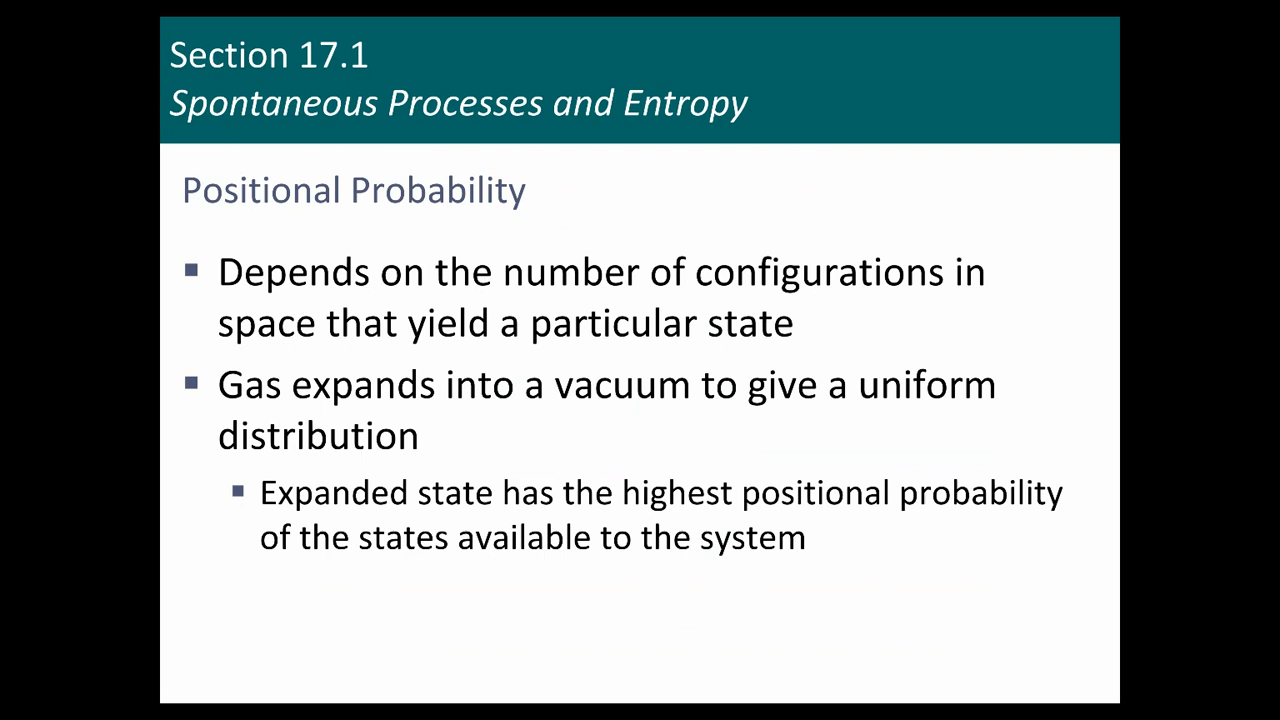 Section 17.1
Spontaneous Processes and Entropy
Positional Probability
▪ Depends on the number of configurations in
space that yield a particular state
▪ Gas expands into a vacuum to give a uniform
distribution
▪ Expanded state has the highest positional probability
of the states available to the system